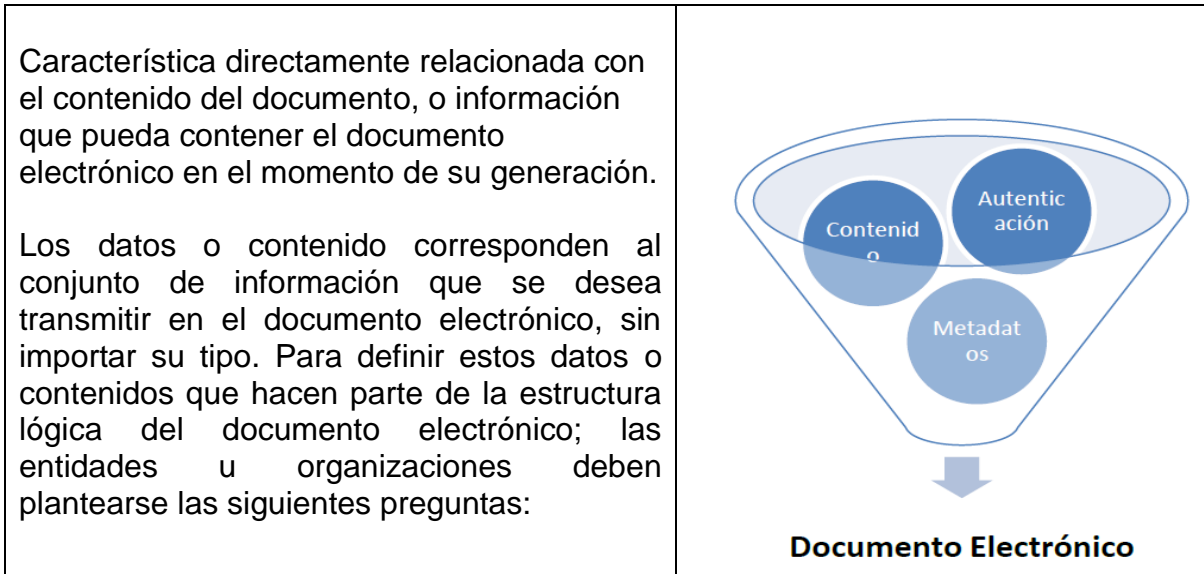 Característica directamente relacionada con
el contenido del documento, o información
que pueda contener el documento
electrónico en el momento de su generación.
Los datos o contenido corresponden al
conjunto de información que se desea
transmitir en el documento electrónico, sin
importar su tipo. Para definir estos datos o
contenidos que hacen parte de la estructura
lógica del documento electrónico; las
entidades u organizaciones deben
plantearse las siguientes preguntas:
Autentic
ación
Contenid
o
Metadat
os
Documento Electrónico